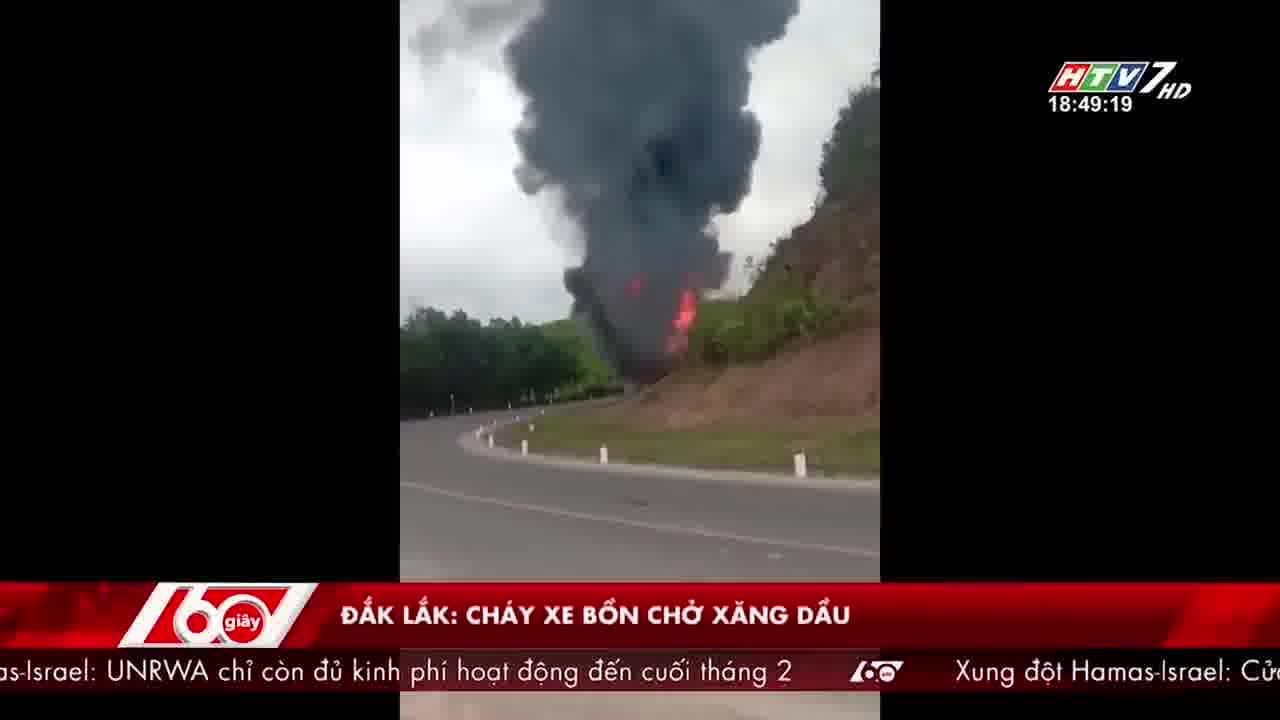 HTV7 HD
18:49:19
60 giây
ĐẮK LẮK: CHÁY XE BỒN CHỞ XĂNG DẦU
as-Israel: UNRWA chỉ còn đủ kinh phí hoạt động đến cuối tháng 2 60 Xung đột Hamas-Israel: Cử